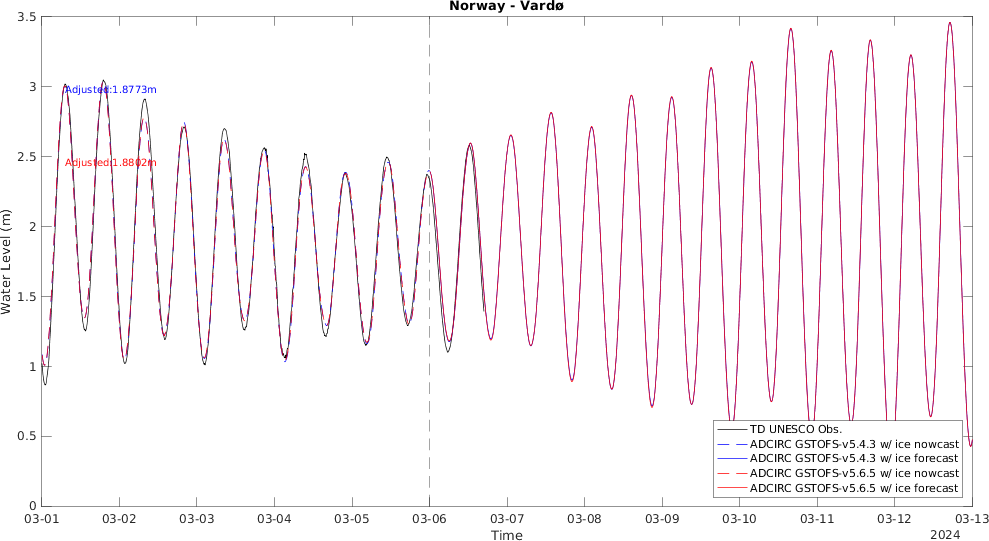 Norway - Vardø
3.5
3
2.5
2
1.5
1
0.5
0
Water Level (m)
Adjusted:1.8773m
Adjusted:1.8802m
TD UNESCO Obs.
ADCIRC GSTOFS-v5.4.3 w/ ice nowcast
ADCIRC GSTOFS-v5.4.3 w/ ice forecast
ADCIRC GSTOFS-v5.6.5 w/ ice nowcast
ADCIRC GSTOFS-v5.6.5 w/ ice forecast
03-01 03-02 03-03 03-04 03-05 03-06 03-07 03-08 03-09 03-10 03-11 03-12 03-13
Time
2024